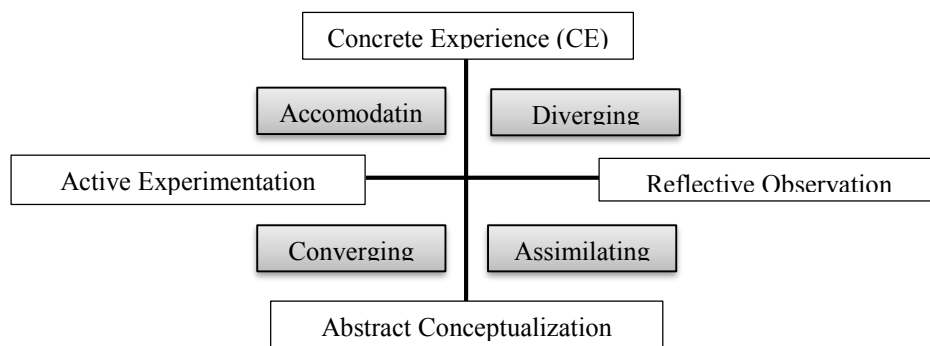 Concrete Experience (CE)
Accomodatin
Diverging
Active Experimentation
Reflective Observation
Converging
Assimilating
Abstract Conceptualization